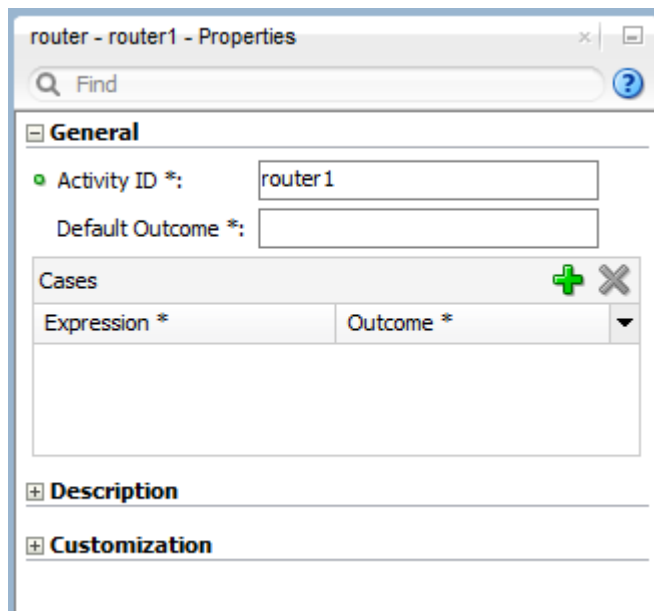 router - router1 - Properties
Find
General
Activity ID *: router1
Default Outcome *:
Cases
Expression * Outcome *
Description
Customization